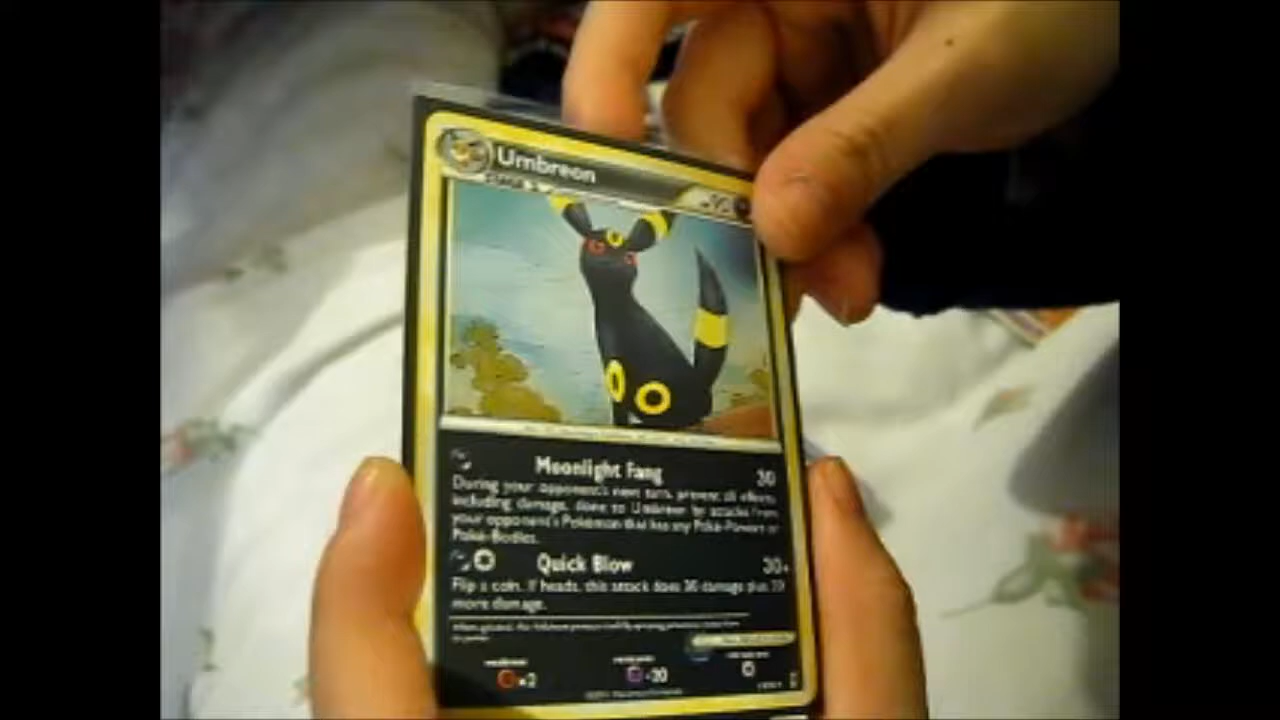 Umbreon
Moonlight Fang 30
During your opponent's next turn, prevent all effects,
including damage, done to Umbreon by attacks from
your opponent's Pokémon that has any Poké-Powers or
Poké-Bodies.
Quick Blow 30+
Flip a coin. If heads, this attack does 30 damage plus
more damage.
×2 -20